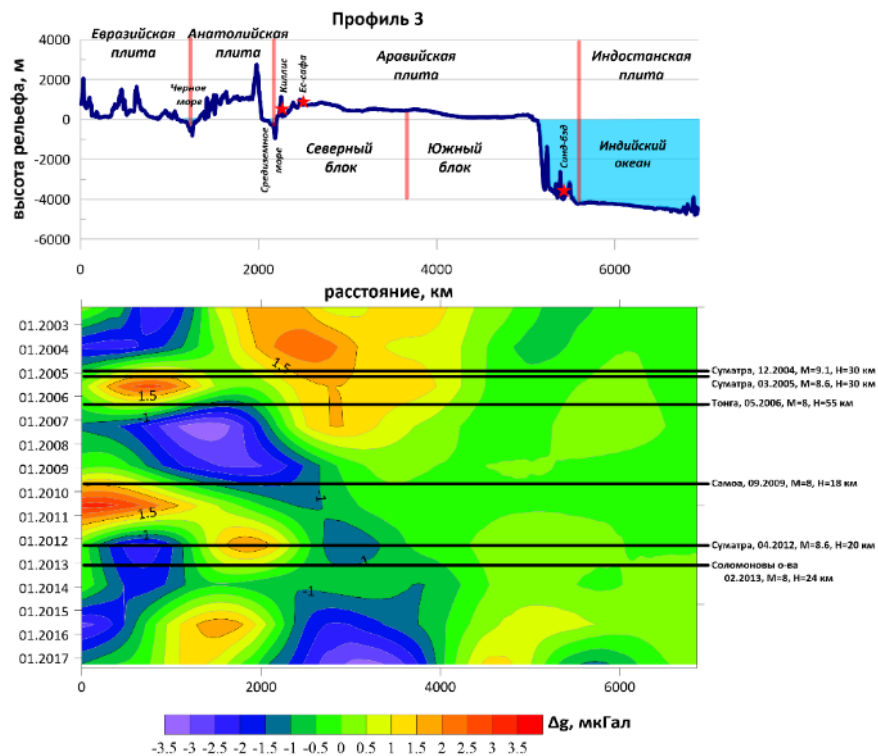 Профиль 3
Евразийская плита
Анатолийская плита
Аравийская плита
Индостанская плита
Черное море
Киллис
Ес-сафа
Средиземное море
Северный блок
Южный блок
Синд-бэд
Индийский океан
высота рельефа, м
4000
2000
0
-2000
-4000
-6000
0 2000 4000 6000
расстояние, км
01.2003
01.2004
01.2005
01.2006
01.2007
01.2008
01.2009
01.2010
01.2011
01.2012
01.2013
01.2014
01.2015
01.2016
01.2017
1.5
1.5
-1
1.5
-1
-1
-1
-1
Суматра, 12.2004, М=9.1, Н=30 км
Суматра, 03.2005, М=8.6, Н=30 км
Тонга, 05.2006, М=8, Н=55 км
Самоа, 09.2009, М=8, Н=18 км
Суматра, 04.2012, М=8.6, Н=20 км
Соломоновы о-ва
02.2013, М=8, Н=24 км
0 2000 4000 6000
Δg, мкГал
-3.5 -3 -2.5 -2 -1.5 -1 -0.5 0 0.5 1 1.5 2 2.5 3 3.5